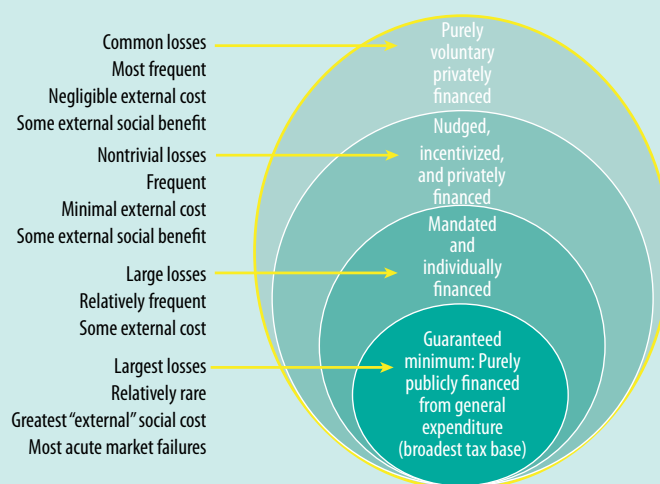 Common losses
Most frequent
Negligible external cost
Some external social benefit
Purely
voluntary
privately
financed
Nontrivial losses
Frequent
Minimal external cost
Some external social benefit
Nudged,
incentivized,
and privately
financed
Large losses
Relatively frequent
Some external cost
Mandated
and
individually
financed
Largest losses
Relatively rare
Greatest “external” social cost
Most acute market failures
Guaranteed
minimum: Purely
publicly financed
from general
expenditure
(broadest tax base)